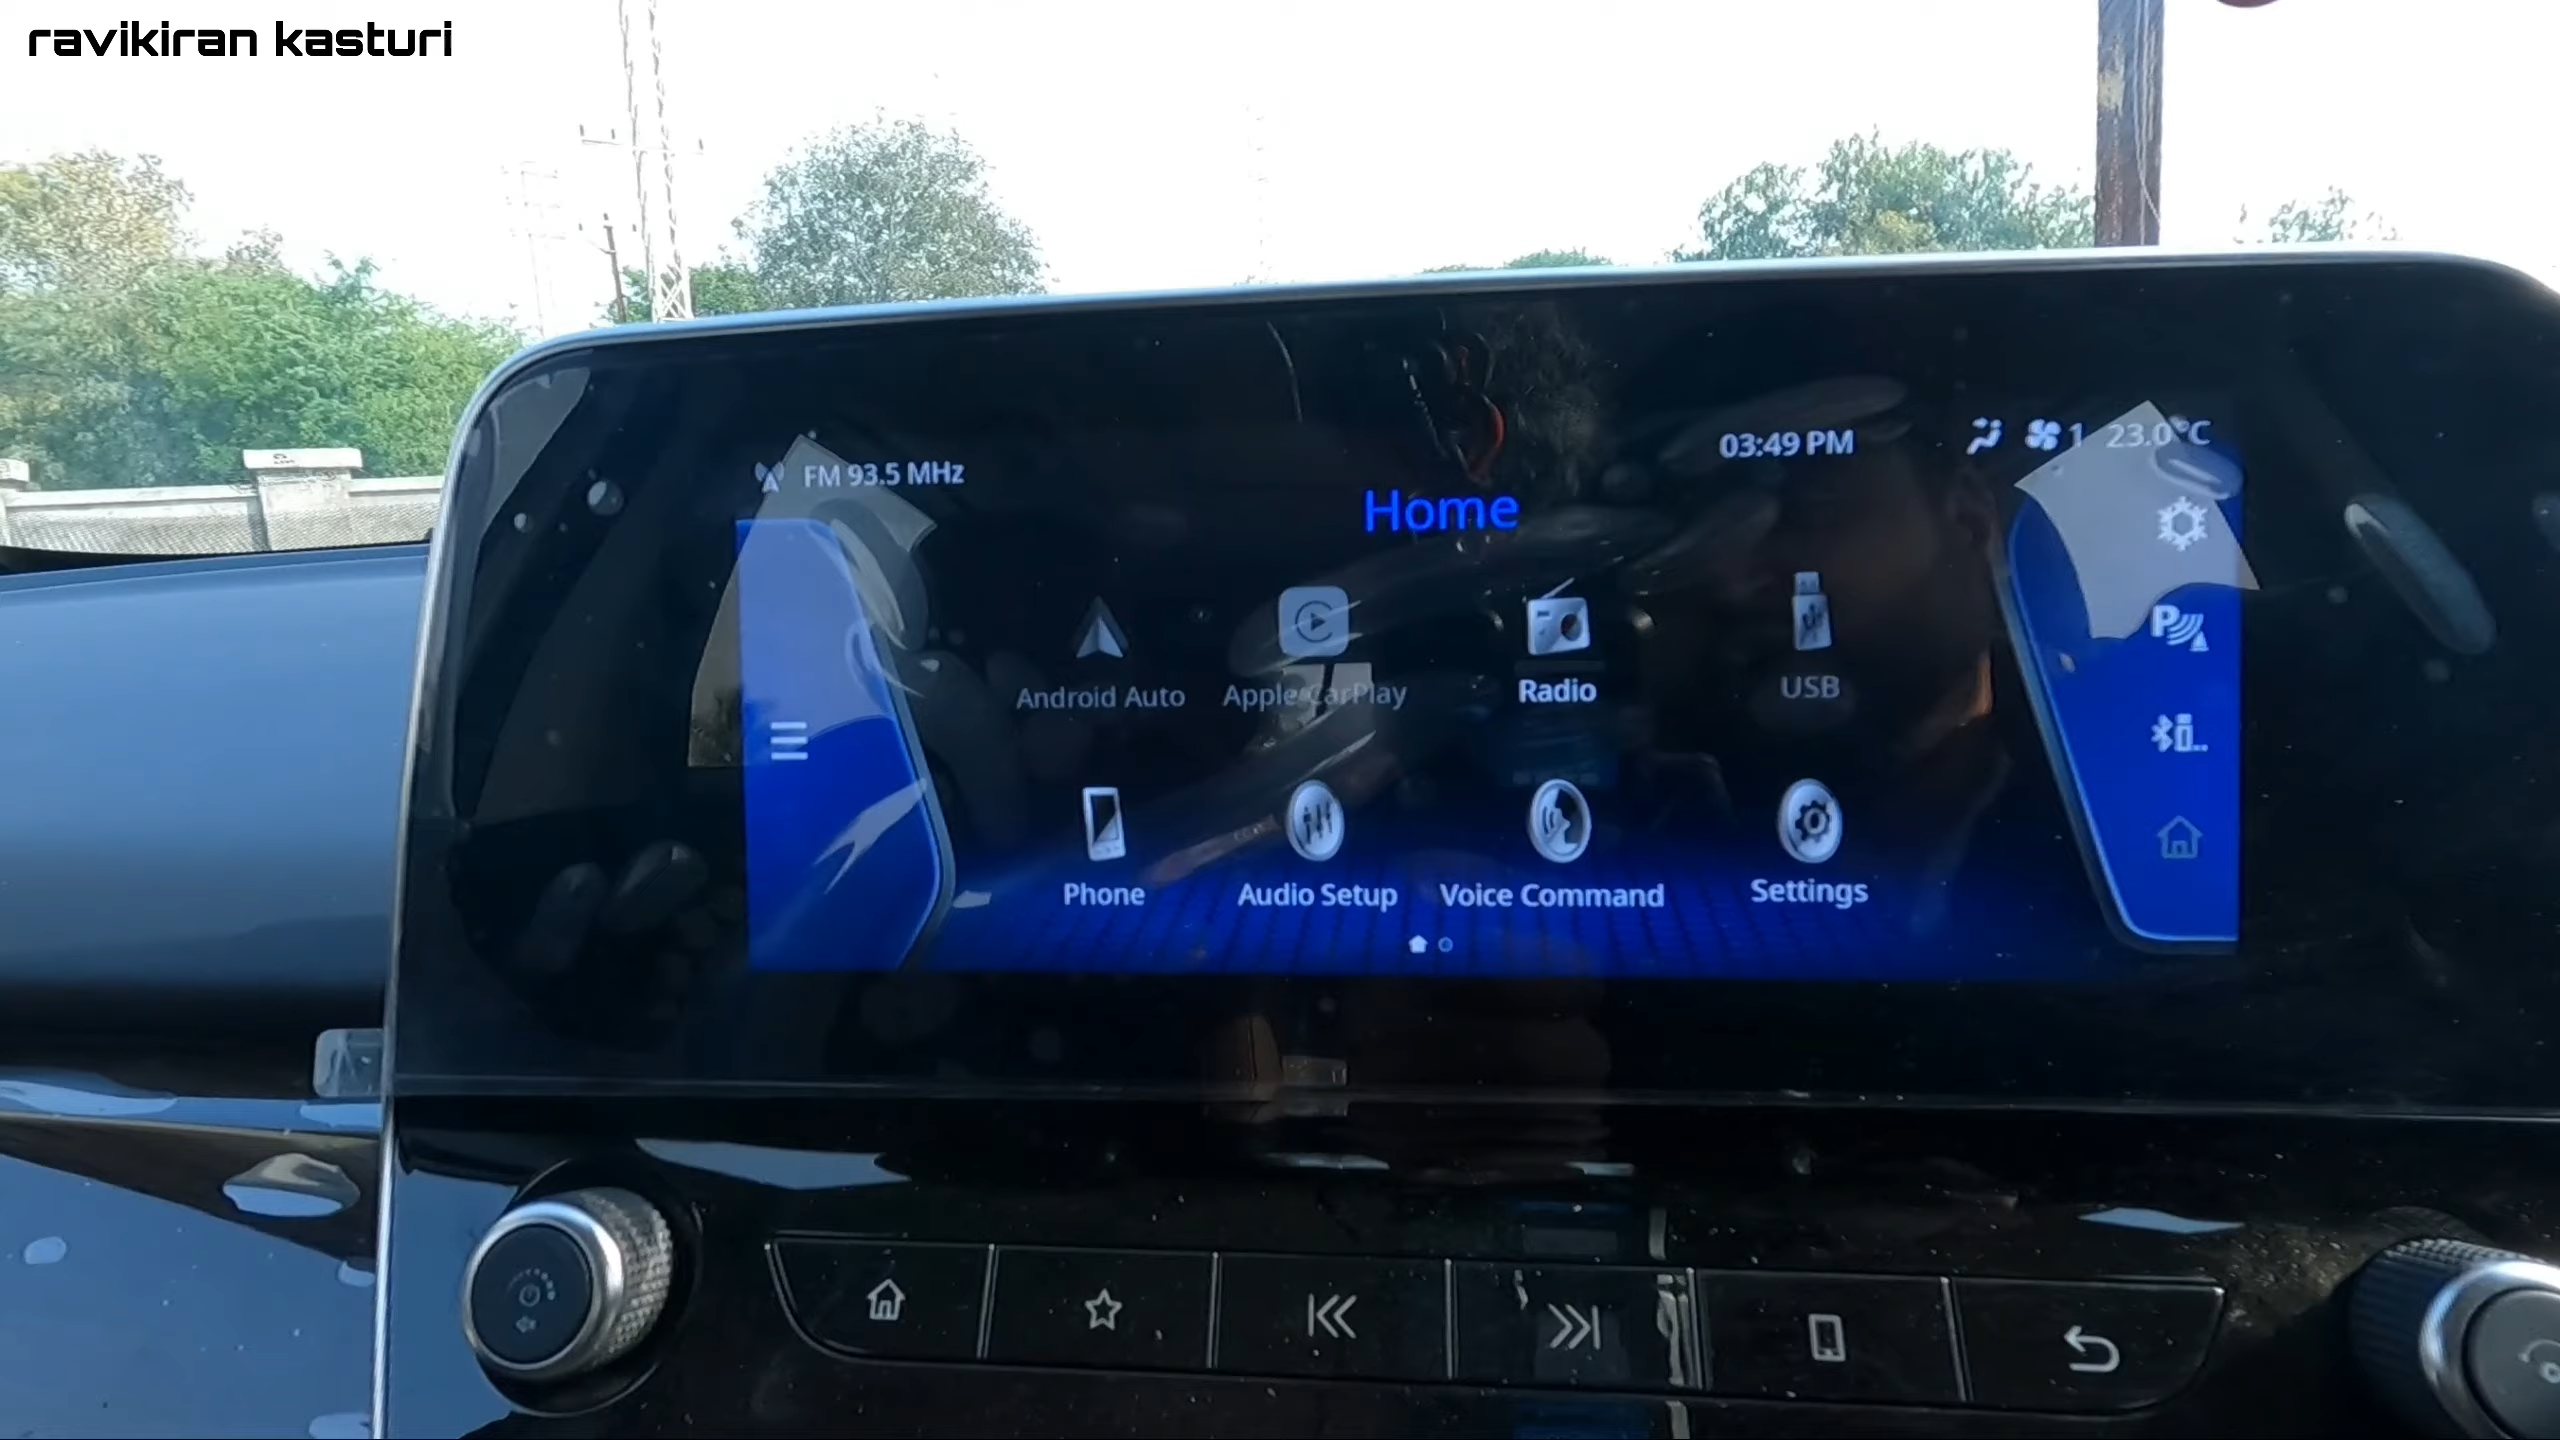 ravikiran kasturi
FM 93.5 MHz
03:49 PM
1
23.0°C
Home
Android Auto
Apple CarPlay
Radio
USB
Phone
Audio Setup
Voice Command
Settings